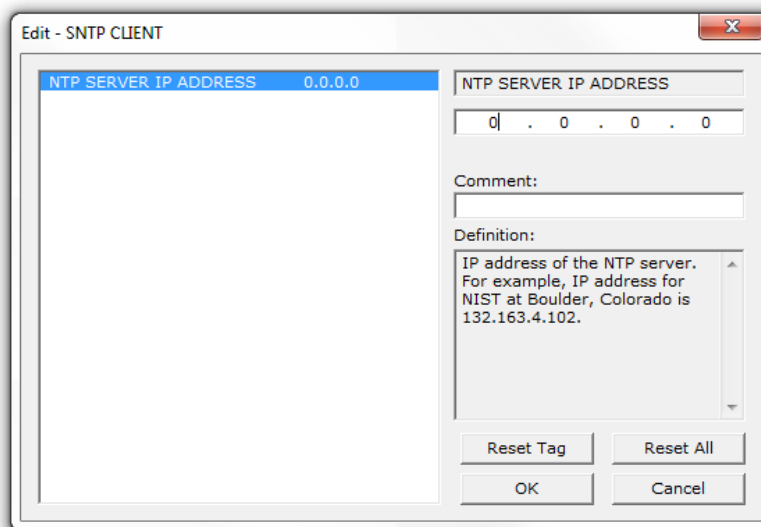 Edit - SNTP CLIENT
NTP SERVER IP ADDRESS 0.0.0.0
NTP SERVER IP ADDRESS
0 . 0 . 0 . 0
Comment:
Definition:
IP address of the NTP server.
For example, IP address for
NIST at Boulder, Colorado is
132.163.4.102.
Reset Tag Reset All
OK Cancel